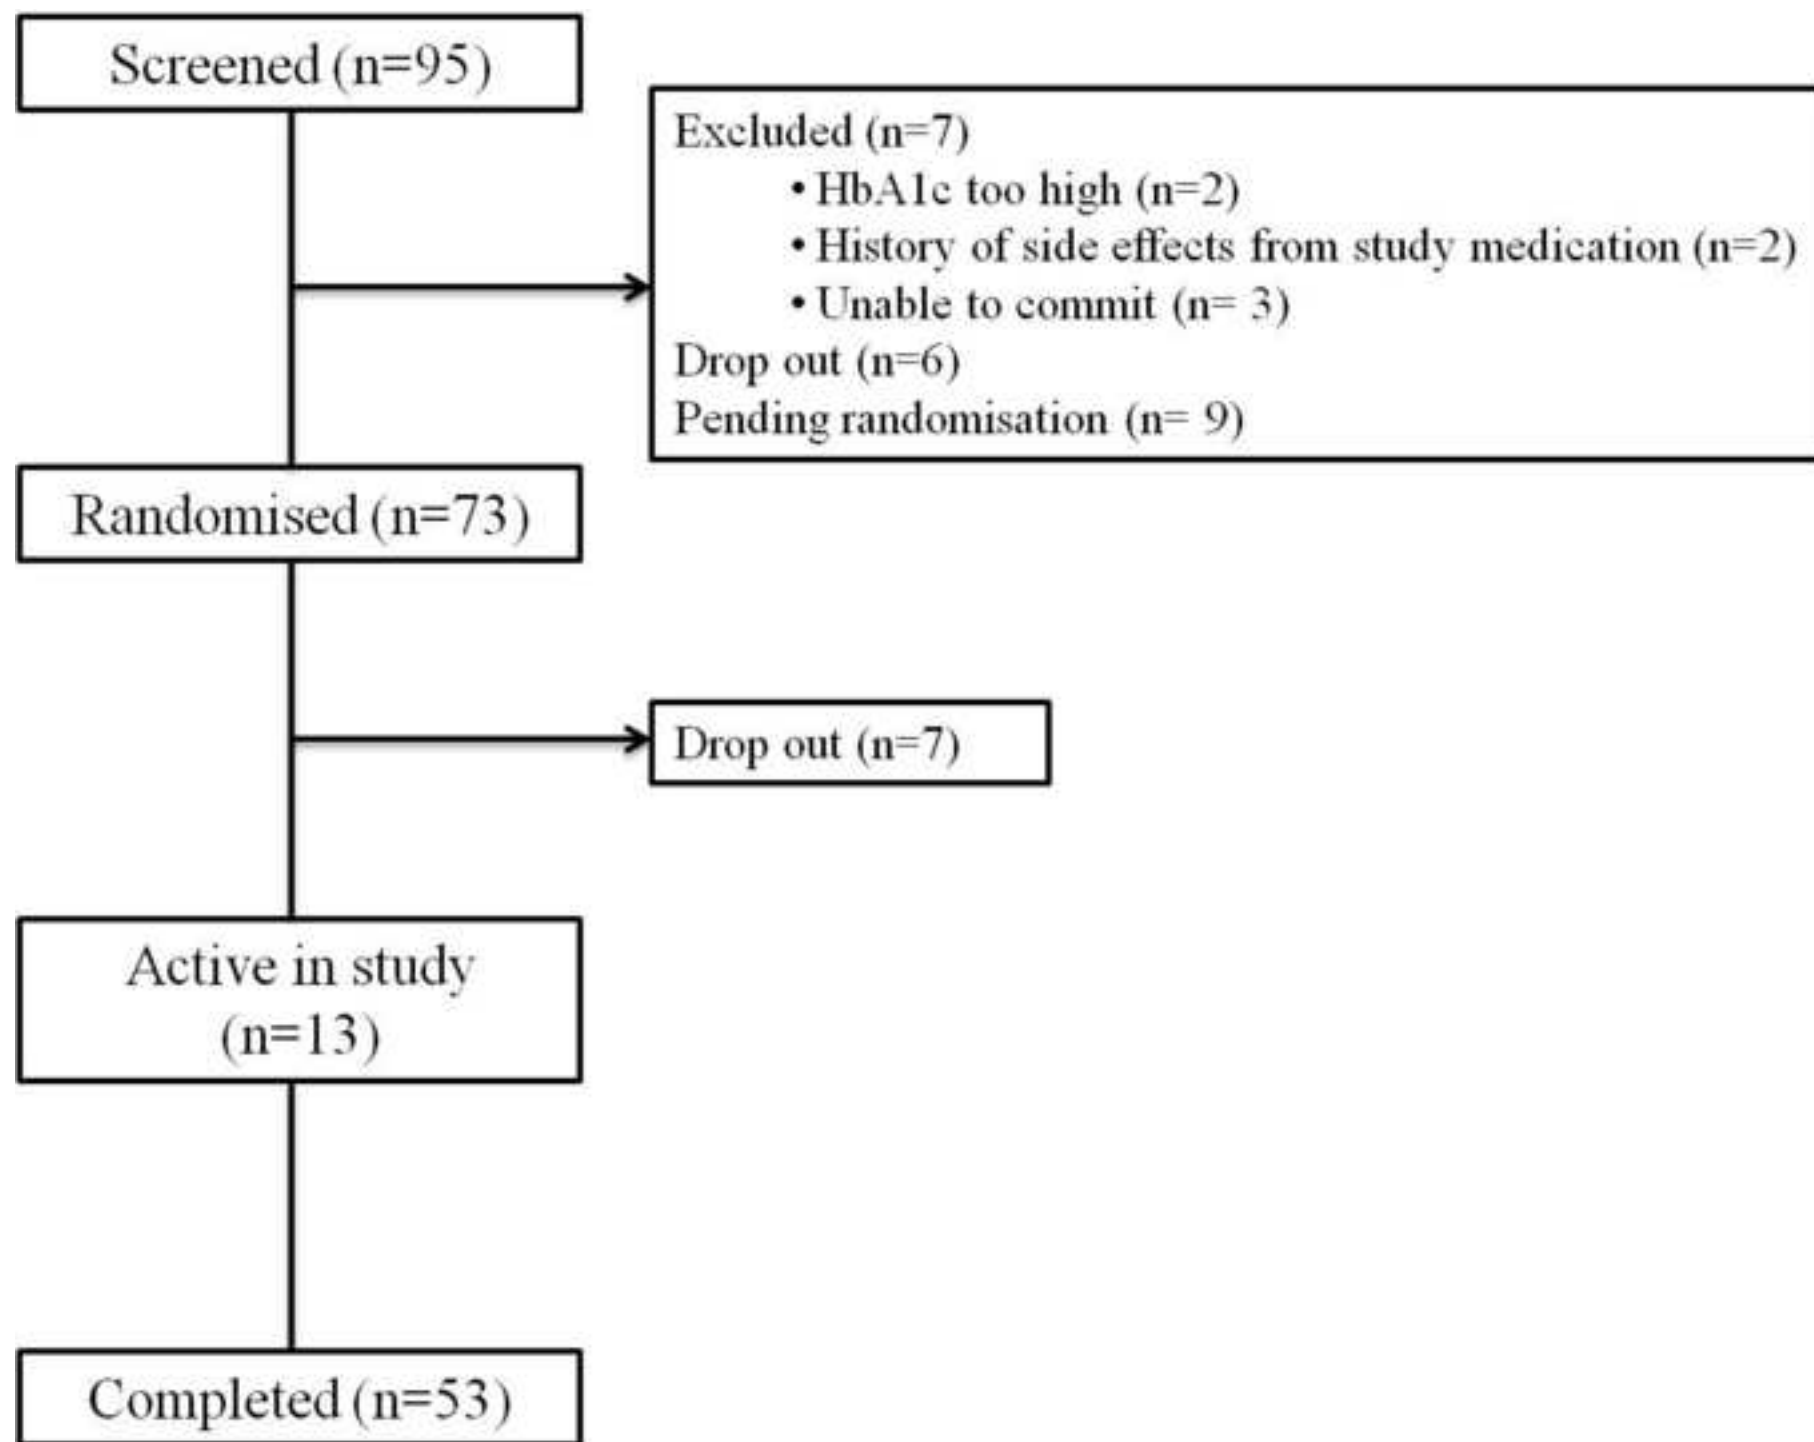 Screened (n=95)
Excluded (n=7)
• HbA1c too high (n=2)
• History of side effects from study medication (n=2)
• Unable to commit (n= 3)
Drop out (n=6)
Pending randomisation (n= 9)
Randomised (n=73)
Drop out (n=7)
Active in study
(n=13)
Completed (n=53)